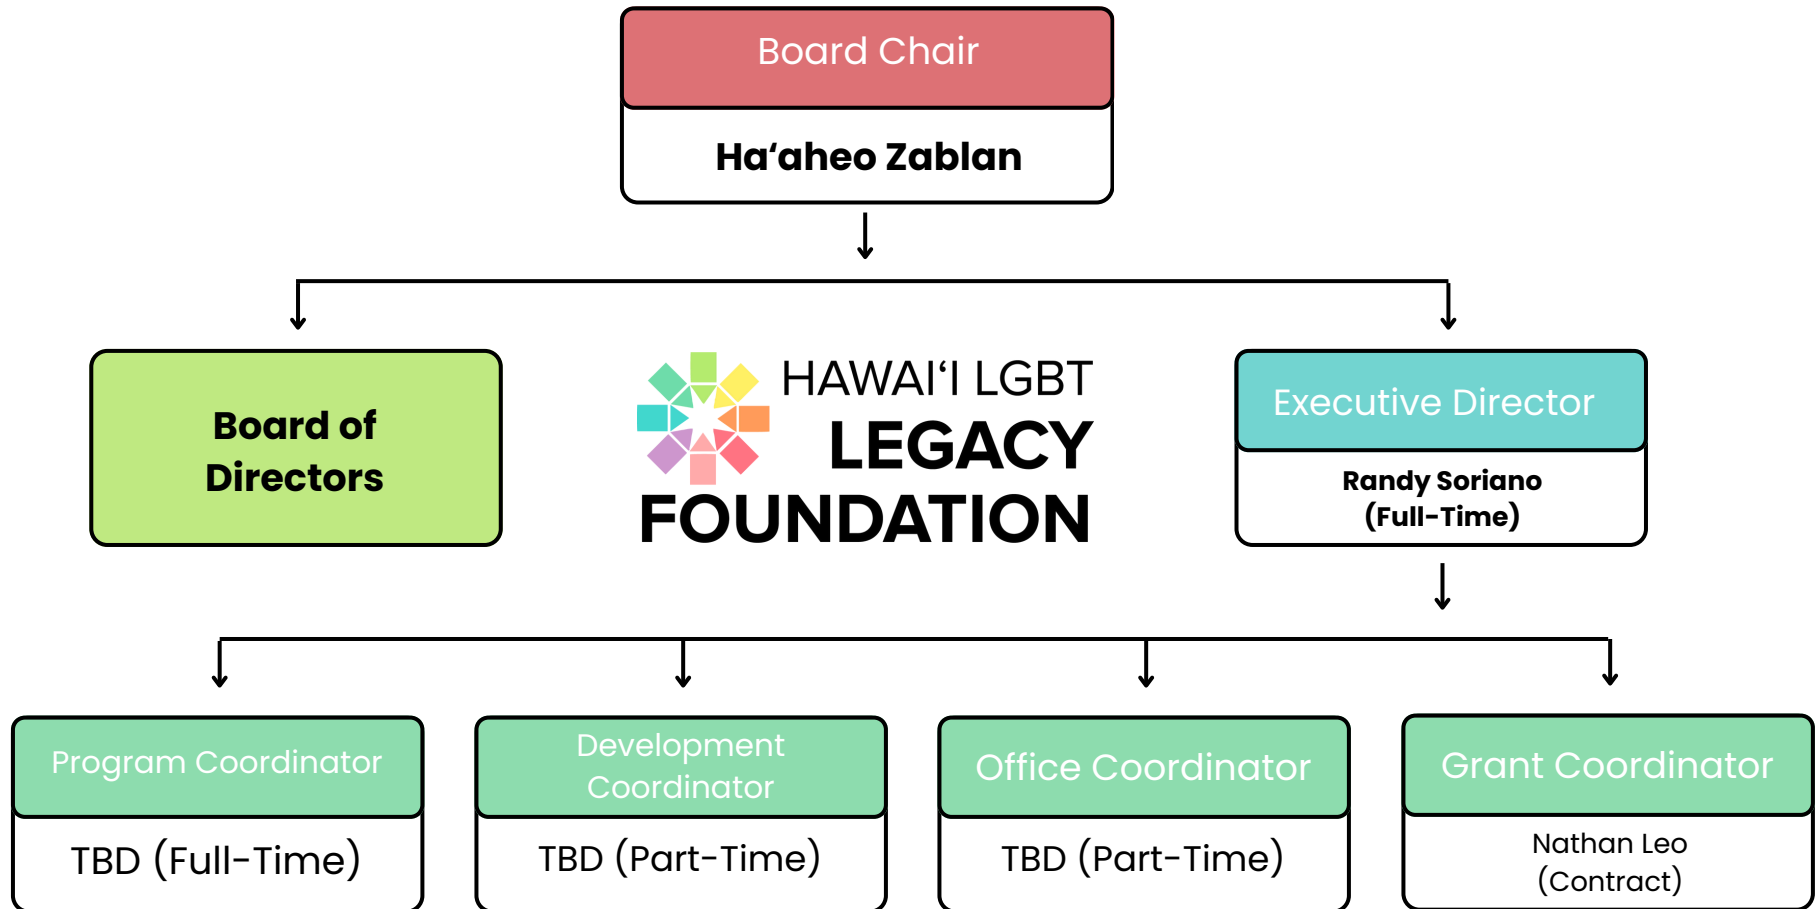 Board Chair
Ha‘aheo Zablan
Board of
Directors
HAWAI‘I LGBT
LEGACY
FOUNDATION
Executive Director
Randy Soriano
(Full-Time)
Program Coordinator
TBD (Full-Time)
Development
Coordinator
TBD (Part-Time)
Office Coordinator
TBD (Part-Time)
Grant Coordinator
Nathan Leo
(Contract)